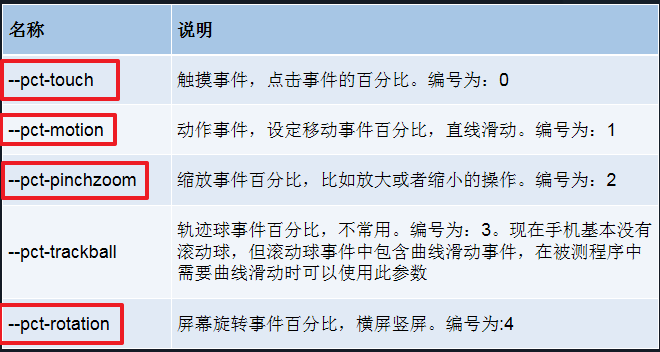 名称 说明
--pct-touch 触摸事件，点击事件的百分比。编号为：0
--pct-motion 动作事件，设定移动事件百分比，直线滑动。编号为：1
--pct-pinchzoom 缩放事件百分比，比如放大或者缩小的操作。编号为：2
轨迹球事件百分比，不常用。编号为：3。现在手机基本没有
--pct-trackball 滚动球，但滚动球事件中包含曲线滑动事件，在被测程序中
需要曲线滑动时可以使用此参数
--pct-rotation 屏幕旋转事件百分比，横屏竖屏。编号为:4